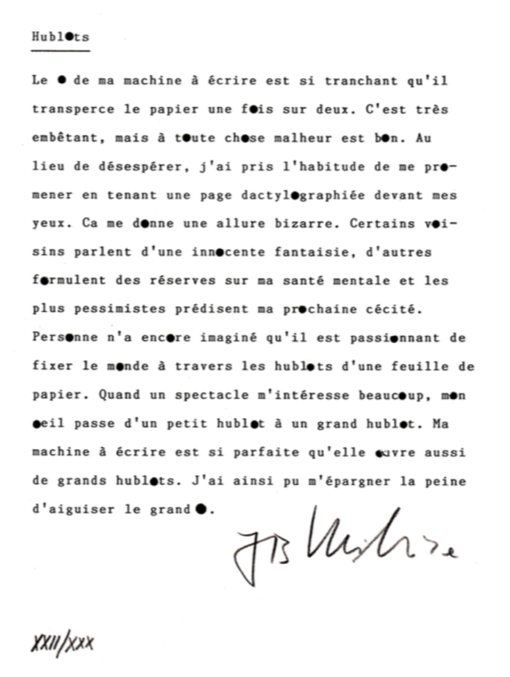 Hubl●ts
Le ● de ma machine à écrire est si tranchant qu'il
transperce le papier une f●is sur deux. C'est très
embêtant, mais à t●ute ch●se malheur est b●n. Au
lieu de désespérer, j'ai pris l'habitude de me pr●-
mener en tenant une page dactyl●graphiée devant mes
yeux. Ca me d●nne une allure bizarre. Certains v●i-
sins parlent d'une inn●cente fantaisie, d'autres
f●rmulent des réserves sur ma santé mentale et les
plus pessimistes prédisent ma pr●chaine cécité.
Pers●nne n'a enc●re imaginé qu'il est passi●nnant de
fixer le m●nde à travers les hubl●ts d'une feuille de
papier. Quand un spectacle m'intéresse beauc●up, m●n
●eil passe d'un petit hubl●t à un grand hubl●t. Ma
machine à écrire est si parfaite qu'elle ●uvre aussi
de grands hubl●ts. J'ai ainsi pu m'épargner la peine
d'aiguiser le grand ●.
JB
XXII/XXX